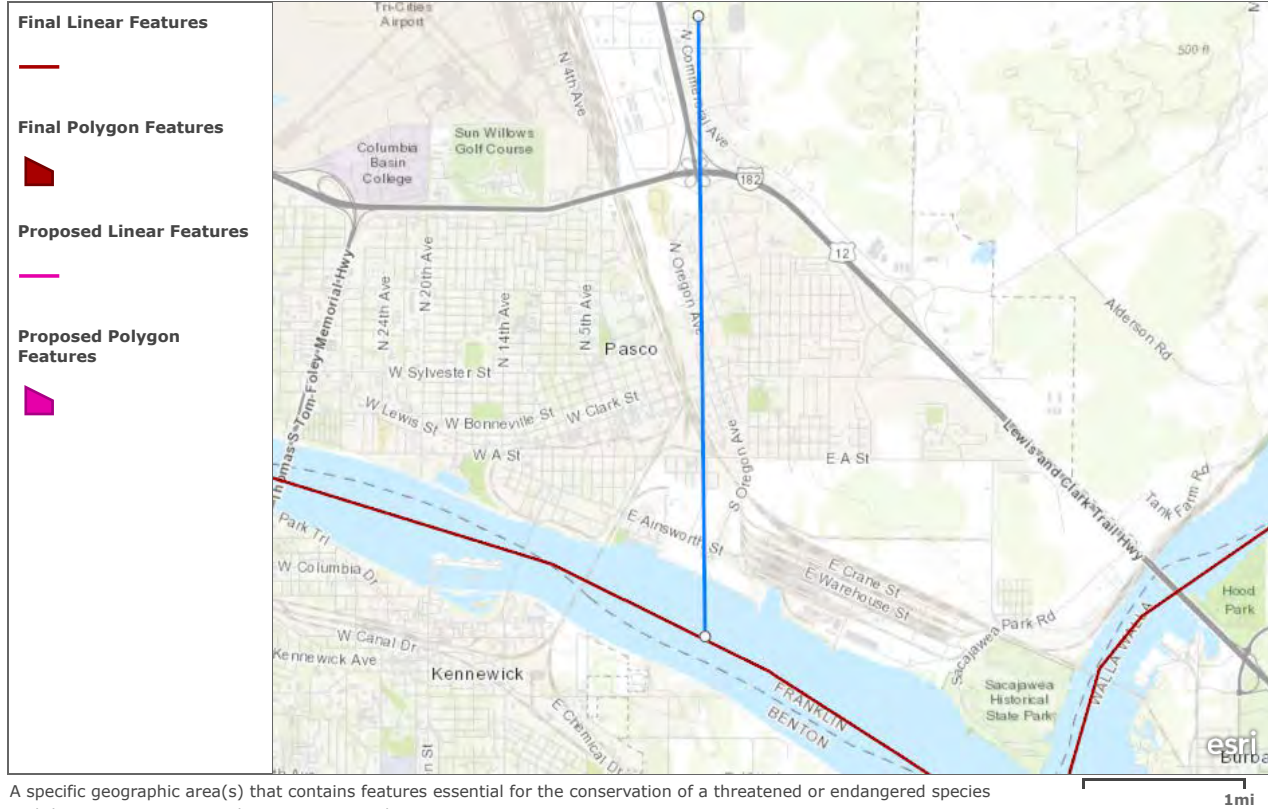 Final Linear Features
Final Polygon Features
Proposed Linear Features
Proposed Polygon
Features
Tri-Cities
Airport
N 4th Ave
N Commercial Ave
500 ft
Columbia
Basin
College
Sun Willows
Golf Course
182
12
Thomas S Tom Foley Memorial Hwy
N 24th Ave
N 20th Ave
N 14th Ave
N 5th Ave
N Oregon Ave
Alderson Rd
Pasco
W Sylvester St
W Lewis St
W Bonneville St
W Clark St
W A St
S Oregon Ave
E A St
Lewis and Clark Trail Hwy
Tank Farm Rd
Park Trl
W Columbia Dr
E Ainsworth St
E Crane St
E Warehouse St
Hood
Park
W Canal Dr
Kennewick Ave
Kennewick
Sacajawea Park Rd
WALLA WALLA
Sacajawea
Historical
State Park
FRANKLIN
BENTON
E Chemical Dr
esri
A specific geographic area(s) that contains features essential for the conservation of a threatened or endangered species
1mi